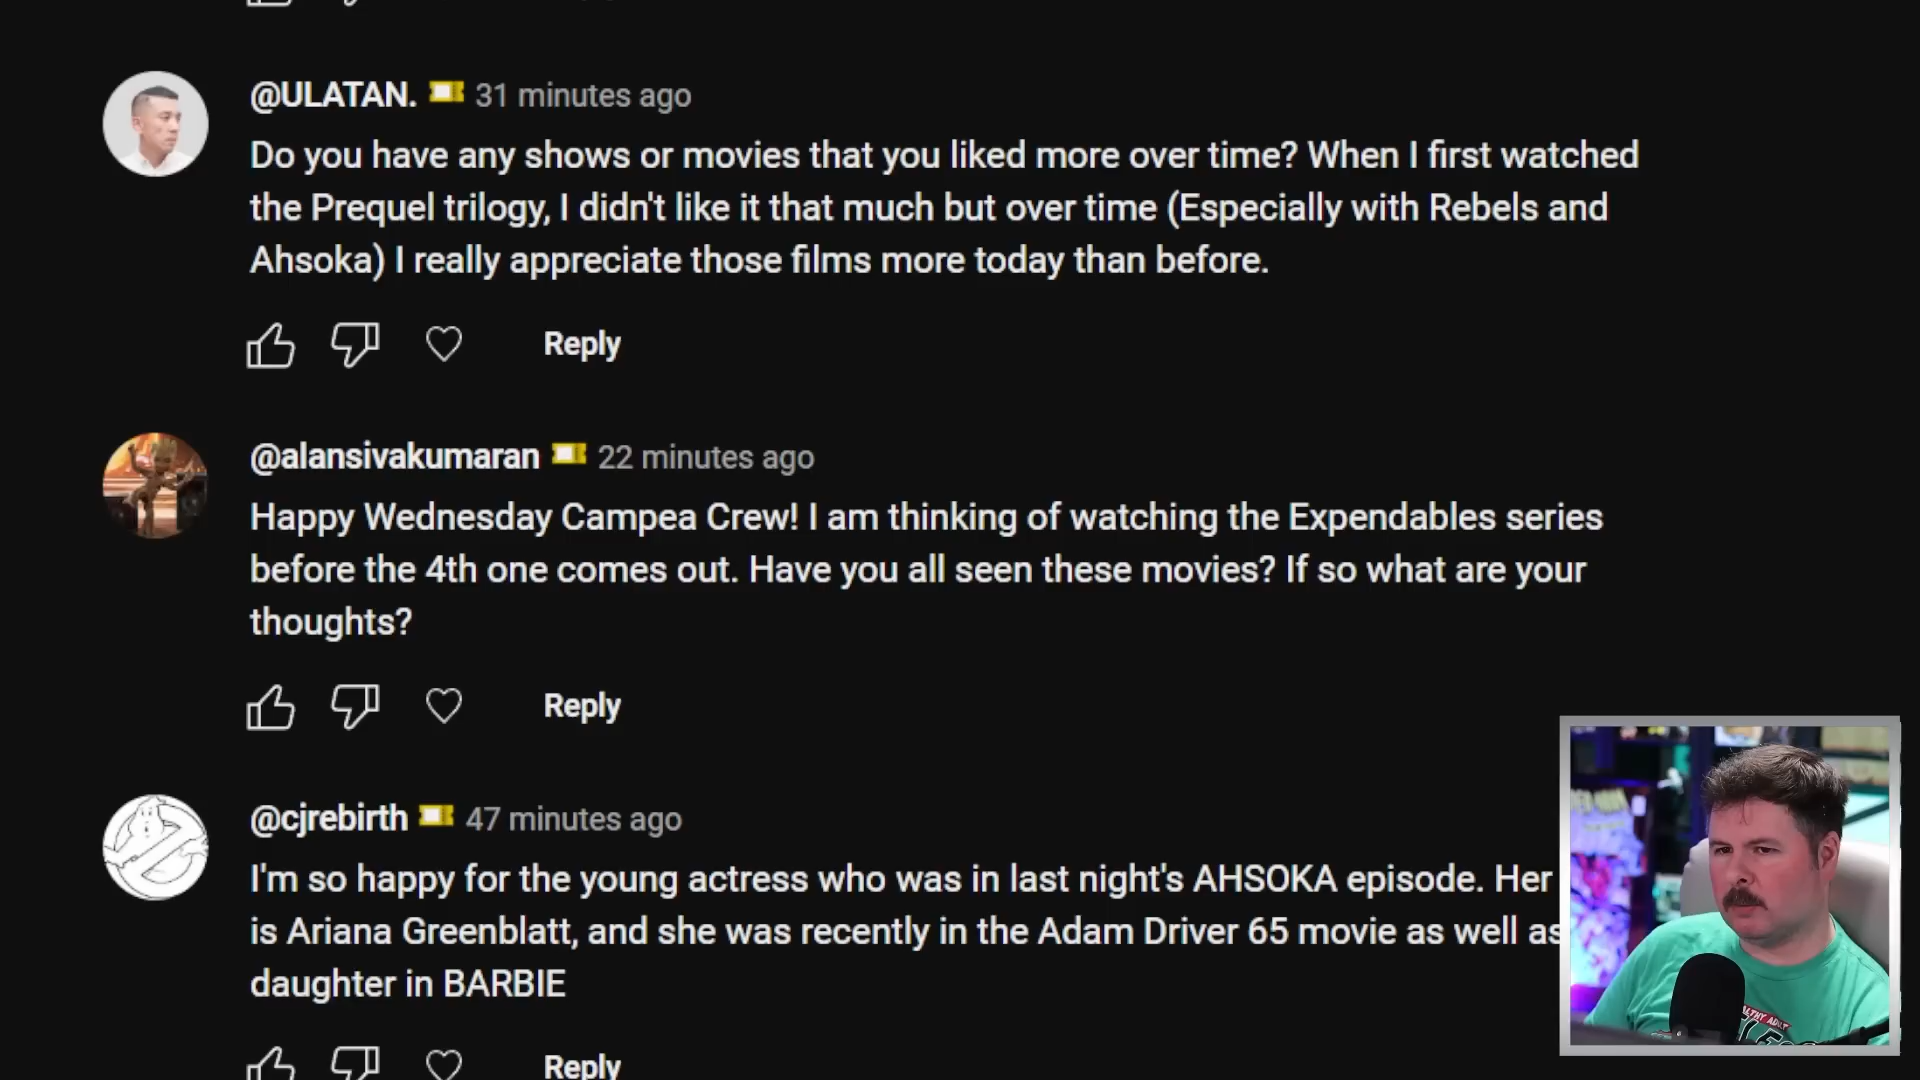 @ULATAN. 31 minutes ago
Do you have any shows or movies that you liked more over time? When I first watched
the Prequel trilogy, I didn't like it that much but over time (Especially with Rebels and
Ahsoka) I really appreciate those films more today than before.
Reply
@alansivakumaran 22 minutes ago
Happy Wednesday Campea Crew! I am thinking of watching the Expendables series
before the 4th one comes out. Have you all seen these movies? If so what are your
thoughts?
Reply
@cjrebirth 47 minutes ago
I'm so happy for the young actress who was in last night's AHSOKA episode. Her
is Ariana Greenblatt, and she was recently in the Adam Driver 65 movie as well as
daughter in BARBIE
Reply